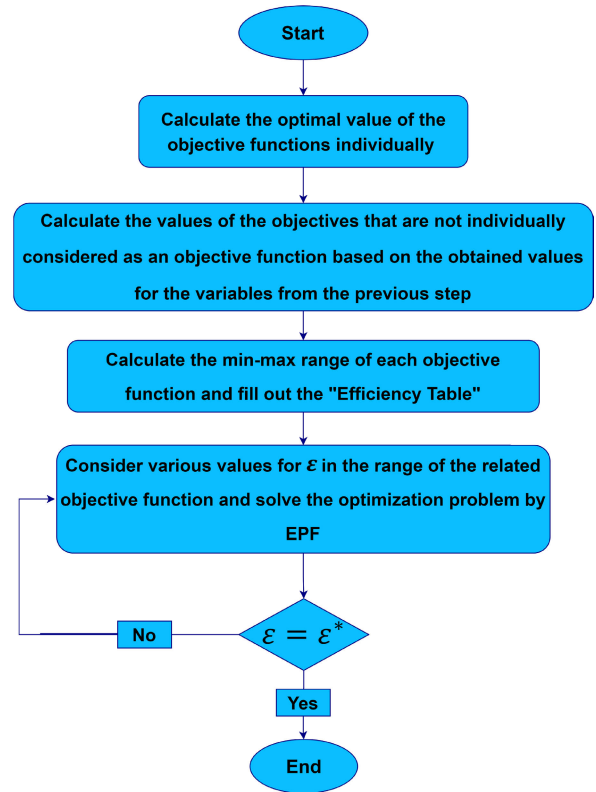 Start
Calculate the optimal value of the
objective functions individually
Calculate the values of the objectives that are not individually
considered as an objective function based on the obtained values
for the variables from the previous step
Calculate the min-max range of each objective
function and fill out the "Efficiency Table"
Consider various values for ε in the range of the related
objective function and solve the optimization problem by
EPF
ε = ε*
No
Yes
End